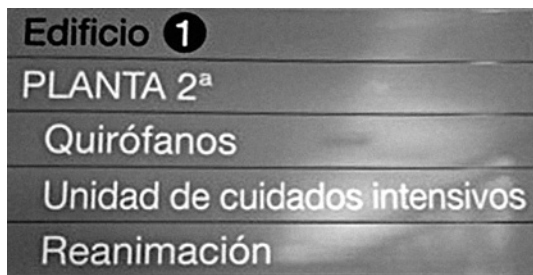 Edificio 1
PLANTA 2ª
Quirófanos
Unidad de cuidados intensivos
Reanimación